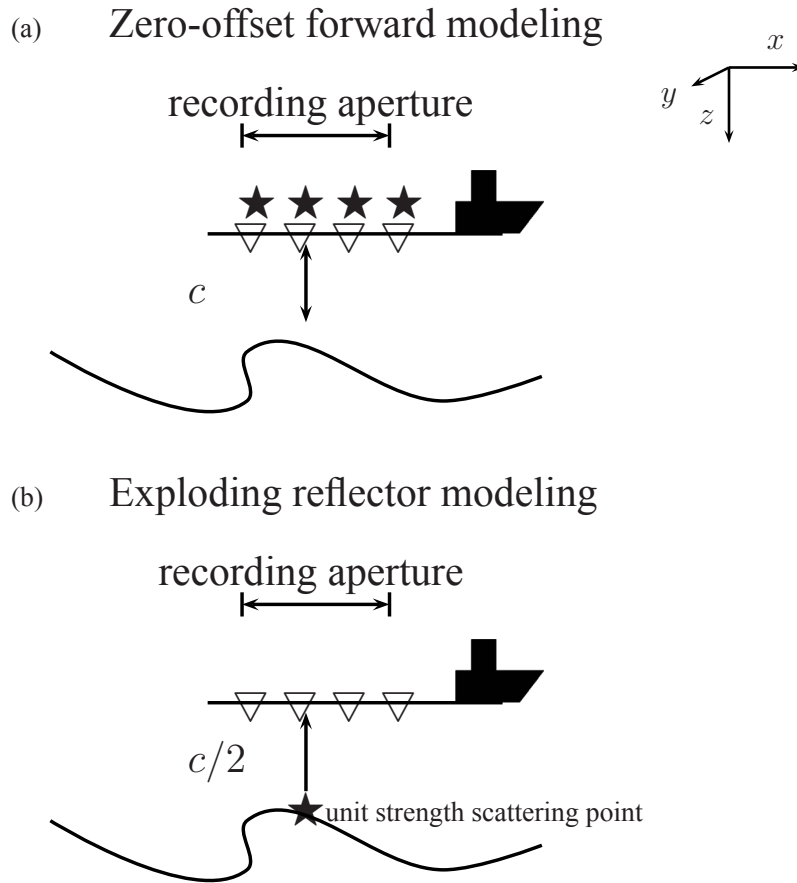 (a) Zero-offset forward modeling
x
y
z
recording aperture
c
(b) Exploding reflector modeling
recording aperture
c/2
unit strength scattering point